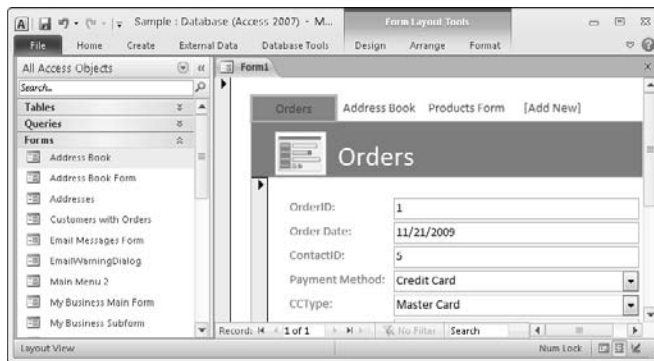 Sample : Database (Access 2007) - M...
Form Layout Tools
File Home Create External Data Database Tools Design Arrange Format
All Access Objects
Form1
Search...
Tables
Queries
Forms
Address Book
Address Book Form
Addresses
Customers with Orders
Email Messages Form
EmailWarningDialog
Main Menu 2
My Business Main Form
My Business Subform
Orders Address Book Products Form [Add New]
Orders
OrderID: 1
Order Date: 11/21/2009
ContactID: 5
Payment Method: Credit Card
CCType: Master Card
Record: 1 of 1 No Filter Search
Layout View
Num Lock